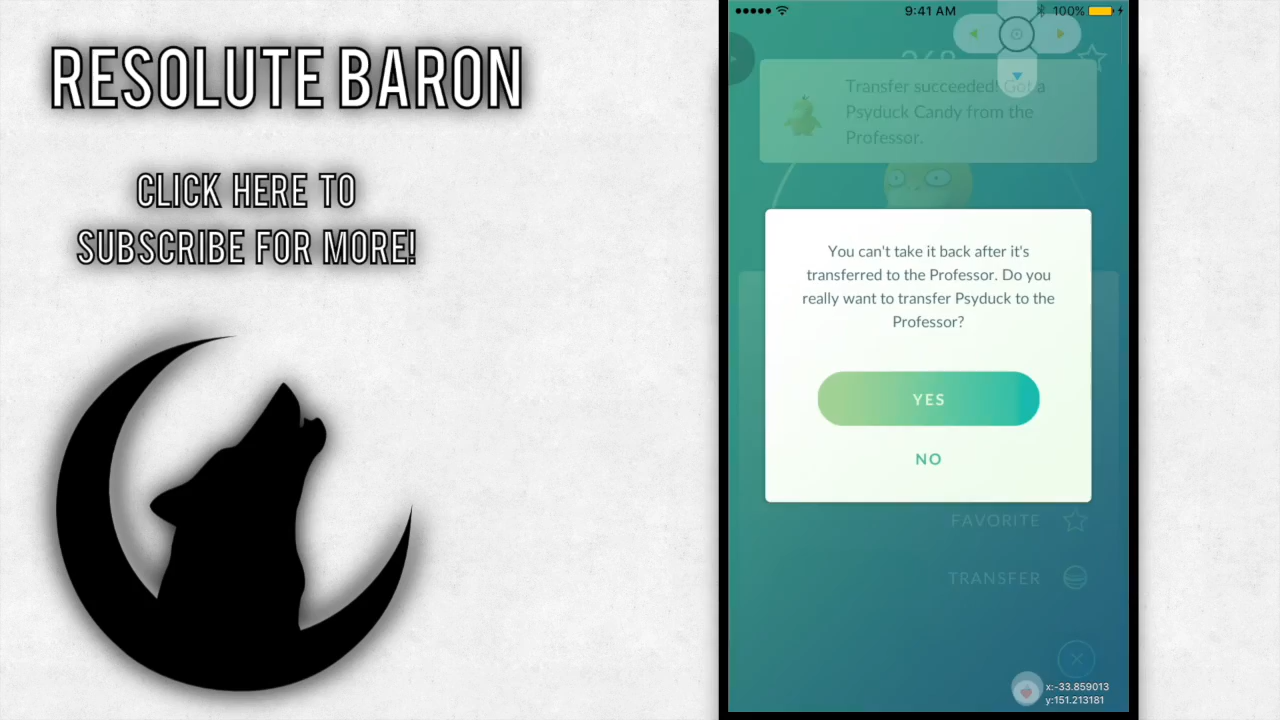 RESOLUTE BARON
CLICK HERE TO
SUBSCRIBE FOR MORE!
9:41 AM
100%
Transfer succeeded! Got a
Psyduck Candy from the
Professor.
You can't take it back after it's
transferred to the Professor. Do you
really want to transfer Psyduck to the
Professor?
YES
NO
FAVORITE
TRANSFER
x:-33.859013
y:151.213181